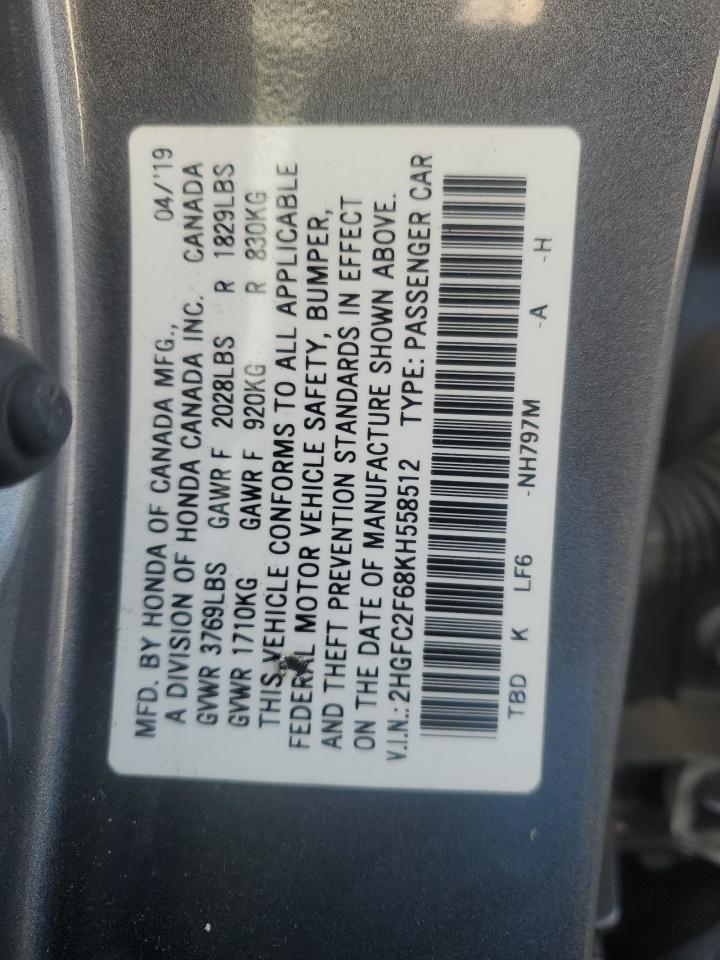 MFD. BY HONDA OF CANADA MFG., 04/'19
A DIVISION OF HONDA CANADA INC. CANADA
GVWR 3769LBS GAWR F 2028LBS R 1829LBS
GVWR 1710KG GAWR F 920KG R 830KG
THIS VEHICLE CONFORMS TO ALL APPLICABLE
FEDERAL MOTOR VEHICLE SAFETY, BUMPER,
AND THEFT PREVENTION STANDARDS IN EFFECT
ON THE DATE OF MANUFACTURE SHOWN ABOVE.
V.I.N.: 2HGFC2F68KH558512 TYPE: PASSENGER CAR
TBD K LF6 -NH797M -A -H